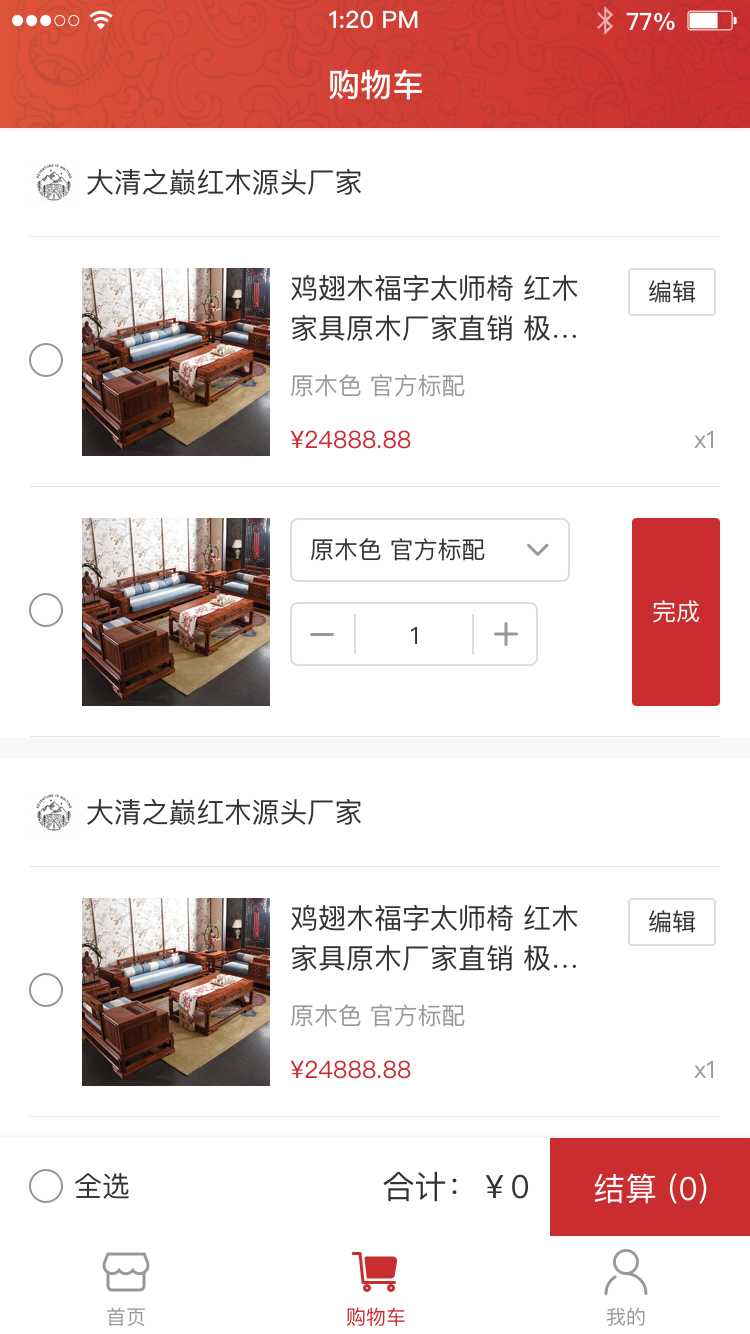 1:20 PM 77%
购物车
大清之巅红木源头厂家
鸡翅木福字太师椅 红木
编辑
家具原木厂家直销 极...
原木色 官方标配
¥24888.88 x1
原木色 官方标配
1
完成
大清之巅红木源头厂家
鸡翅木福字太师椅 红木
编辑
家具原木厂家直销 极...
原木色 官方标配
¥24888.88 x1
全选 合计： ¥0 结算 (0)
首页 购物车 我的